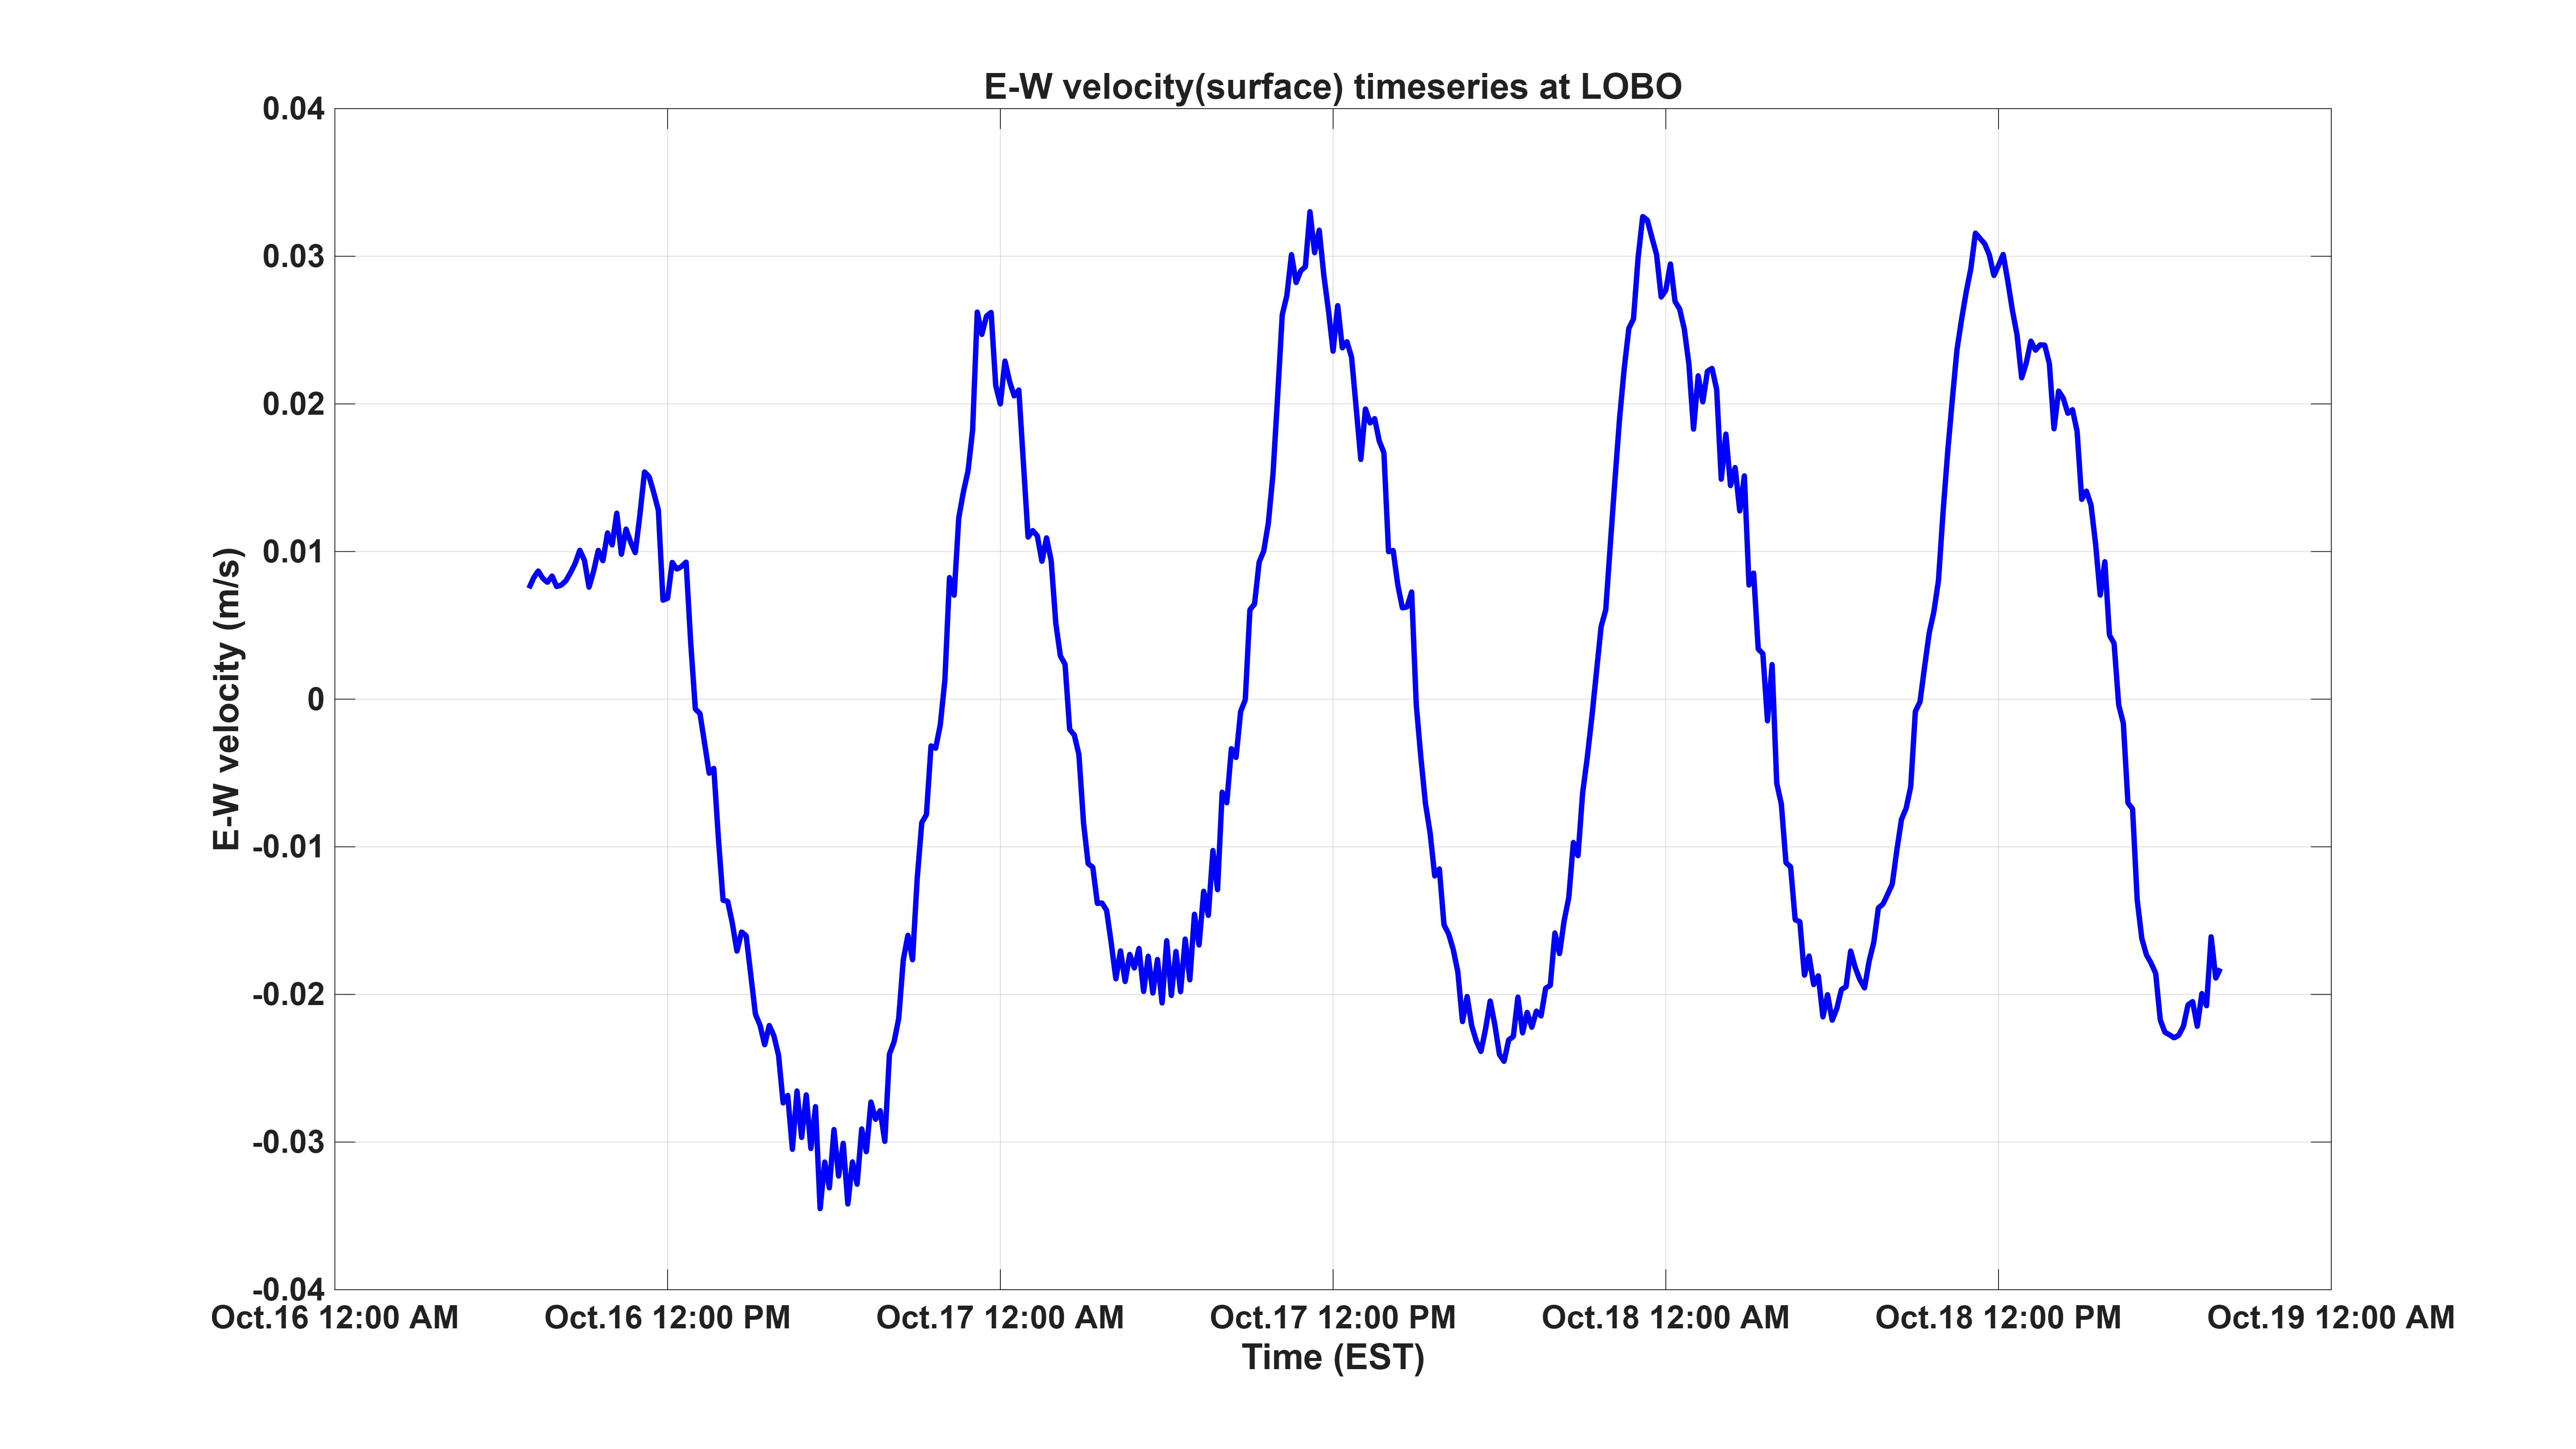 E-W velocity(surface) timeseries at LOBO
0.04
0.03
0.02
0.01
0
-0.01
-0.02
-0.03
-0.04
E-W velocity (m/s)
Oct.16 12:00 AM
Oct.16 12:00 PM
Oct.17 12:00 AM
Oct.17 12:00 PM
Oct.18 12:00 AM
Oct.18 12:00 PM
Oct.19 12:00 AM
Time (EST)